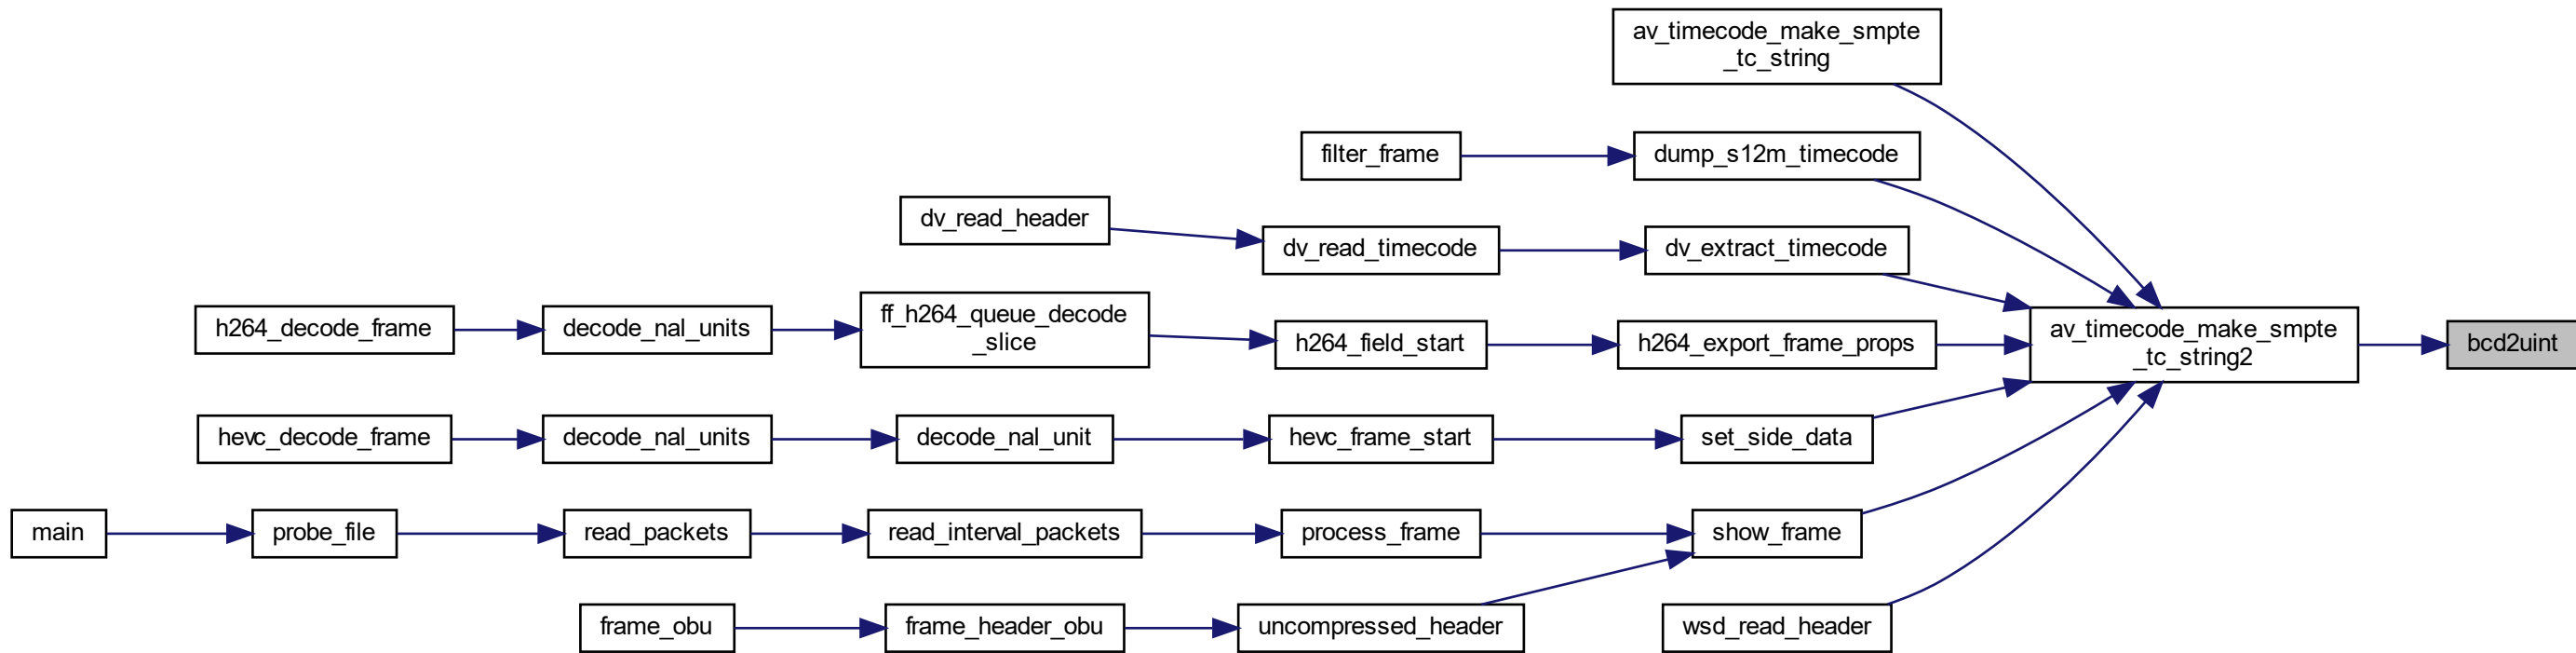 av_timecode_make_smpte
_tc_string
filter_frame
dump_s12m_timecode
dv_read_header
dv_read_timecode
dv_extract_timecode
h264_decode_frame
decode_nal_units
ff_h264_queue_decode
_slice
h264_field_start
h264_export_frame_props
av_timecode_make_smpte
_tc_string2
bcd2uint
hevc_decode_frame
decode_nal_units
decode_nal_unit
hevc_frame_start
set_side_data
main
probe_file
read_packets
read_interval_packets
process_frame
show_frame
frame_obu
frame_header_obu
uncompressed_header
wsd_read_header